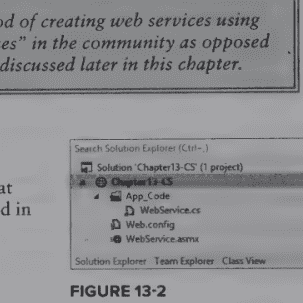 od of creating web services using
es" in the community as opposed
discussed later in this chapter.
at
d in
Search Solution Explorer (Ctrl+;)
Solution 'Chapter13-CS' (1 project)
Chapter13-CS
App_Code
WebService.cs
Web.config
WebService.asmx
Solution Explorer Team Explorer Class View
FIGURE 13-2